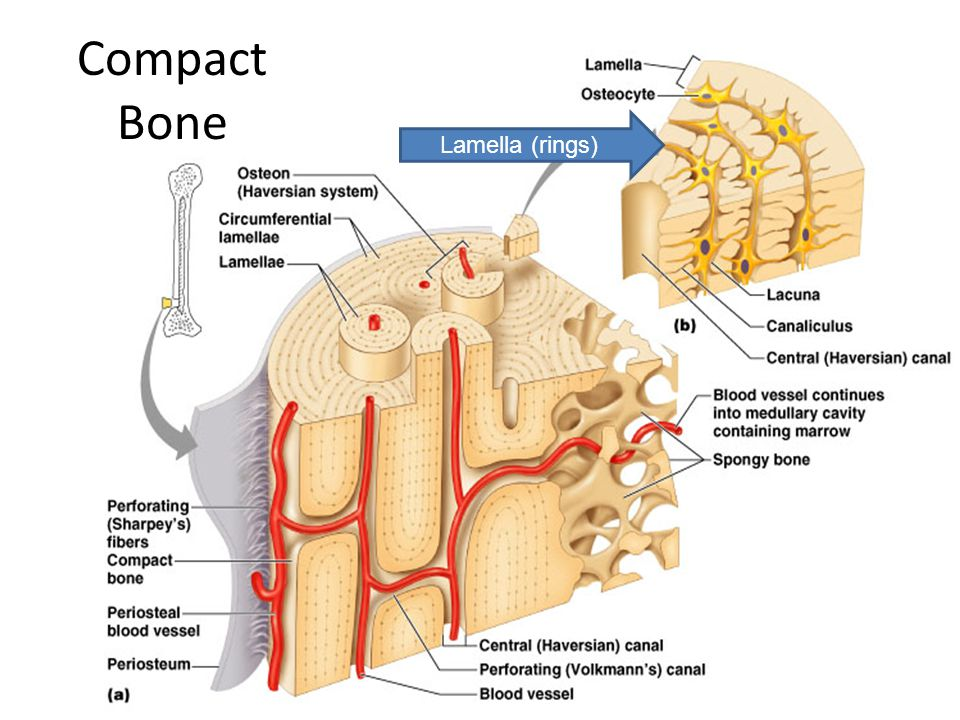 Compact
Bone
Lamella
Osteocyte
Lamella (rings)
Osteon
(Haversian system)
Circumferential
lamellae
Lamellae
Lacuna
(b)
Canaliculus
Central (Haversian) canal
Blood vessel continues
into medullary cavity
containing marrow
Spongy bone
Perforating
(Sharpey's)
fibers
Compact
bone
Periosteal
blood vessel
Periosteum
(a)
Central (Haversian) canal
Perforating (Volkmann's) canal
Blood vessel